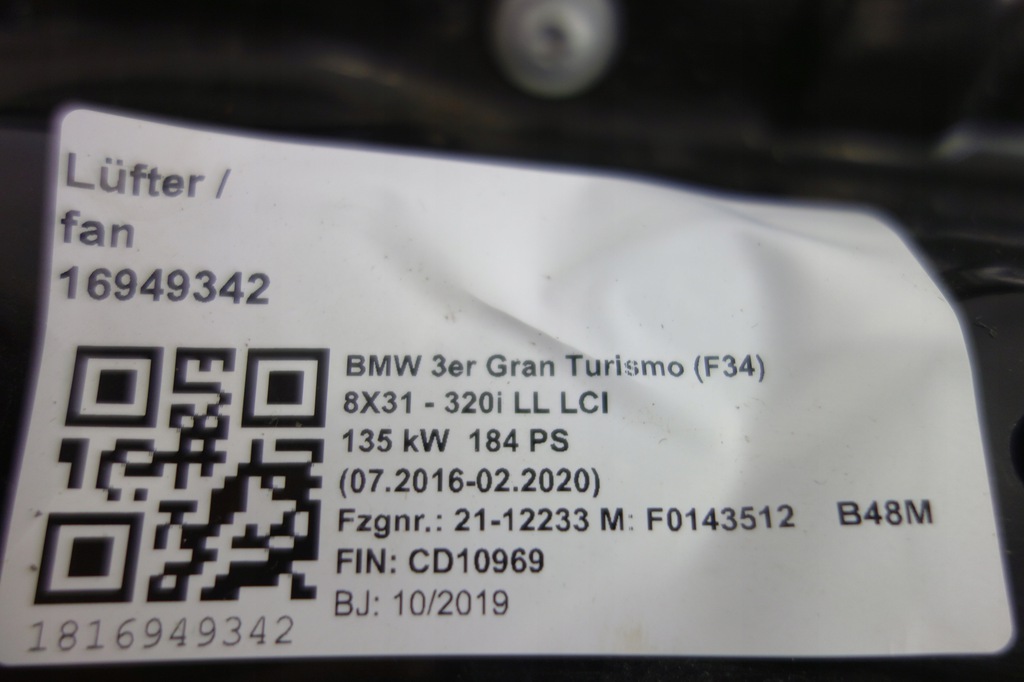 Lüfter /
fan
16949342
BMW 3er Gran Turismo (F34)
8X31 - 320i LL LCI
135 kW 184 PS
(07.2016-02.2020)
Fzgnr.: 21-12233 M: F0143512 B48M
FIN: CD10969
BJ: 10/2019
1816949342